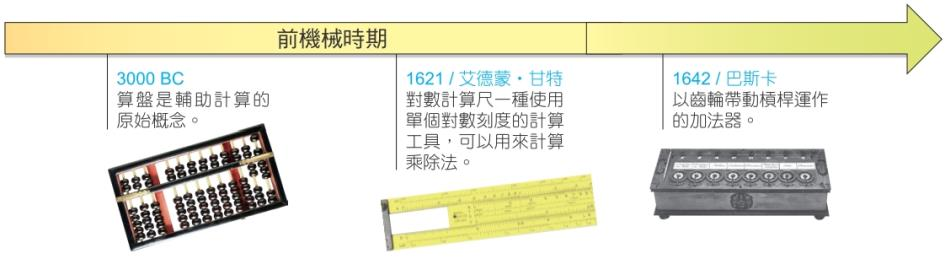 前機械時期
3000 BC
算盤是輔助計算的
原始概念。
1621 / 艾德蒙・甘特
對數計算尺一種使用
單個對數刻度的計算
工具，可以用來計算
乘除法。
1642 / 巴斯卡
以齒輪帶動槓桿運作
的加法器。